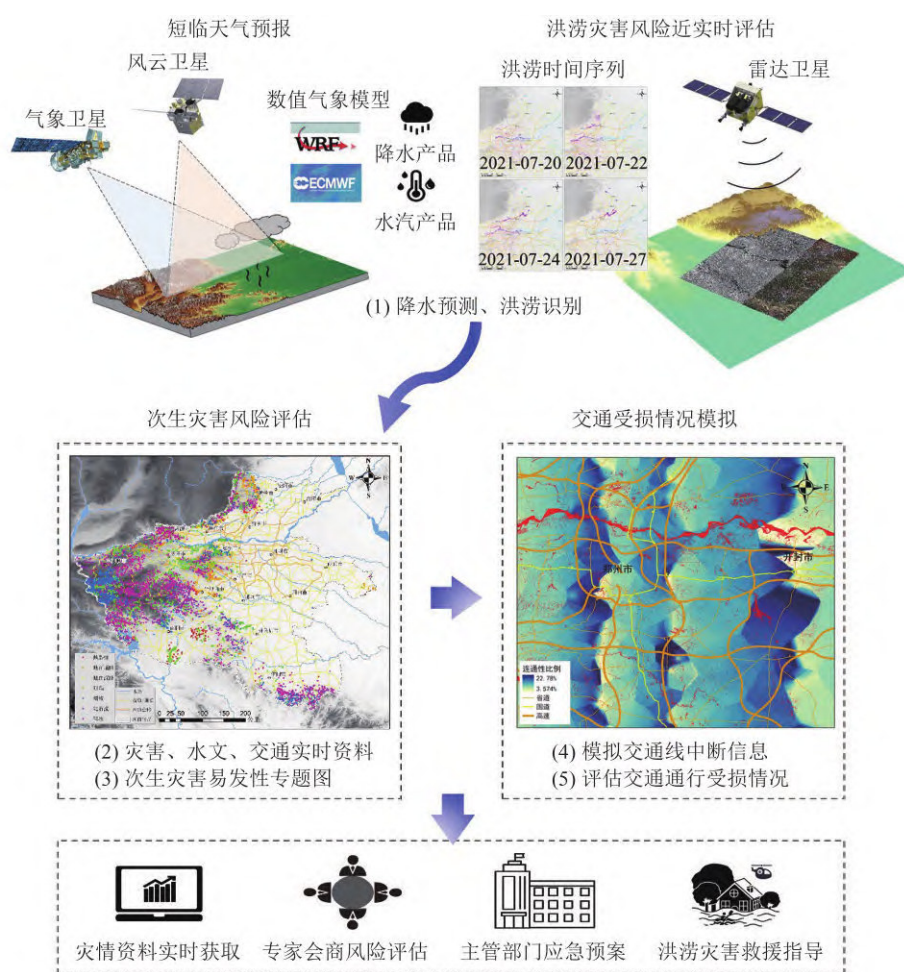 短临天气预报
洪涝灾害风险近实时评估
风云卫星
气象卫星
数值气象模型
WRF
ECMWF
降水产品
水汽产品
洪涝时间序列
雷达卫星
2021-07-20
2021-07-22
2021-07-24
2021-07-27
(1) 降水预测、洪涝识别
次生灾害风险评估
交通受损情况模拟
N
W
S
0 25 50 100 150 200
N
E
S
郑州市
开封市
连通性比例
22.78%
3.574%
省道
国道
高速
(2) 灾害、水文、交通实时资料
(3) 次生灾害易发性专题图
(4) 模拟交通线中断信息
(5) 评估交通通行受损情况
灾情资料实时获取
专家会商风险评估
主管部门应急预案
洪涝灾害救援指导